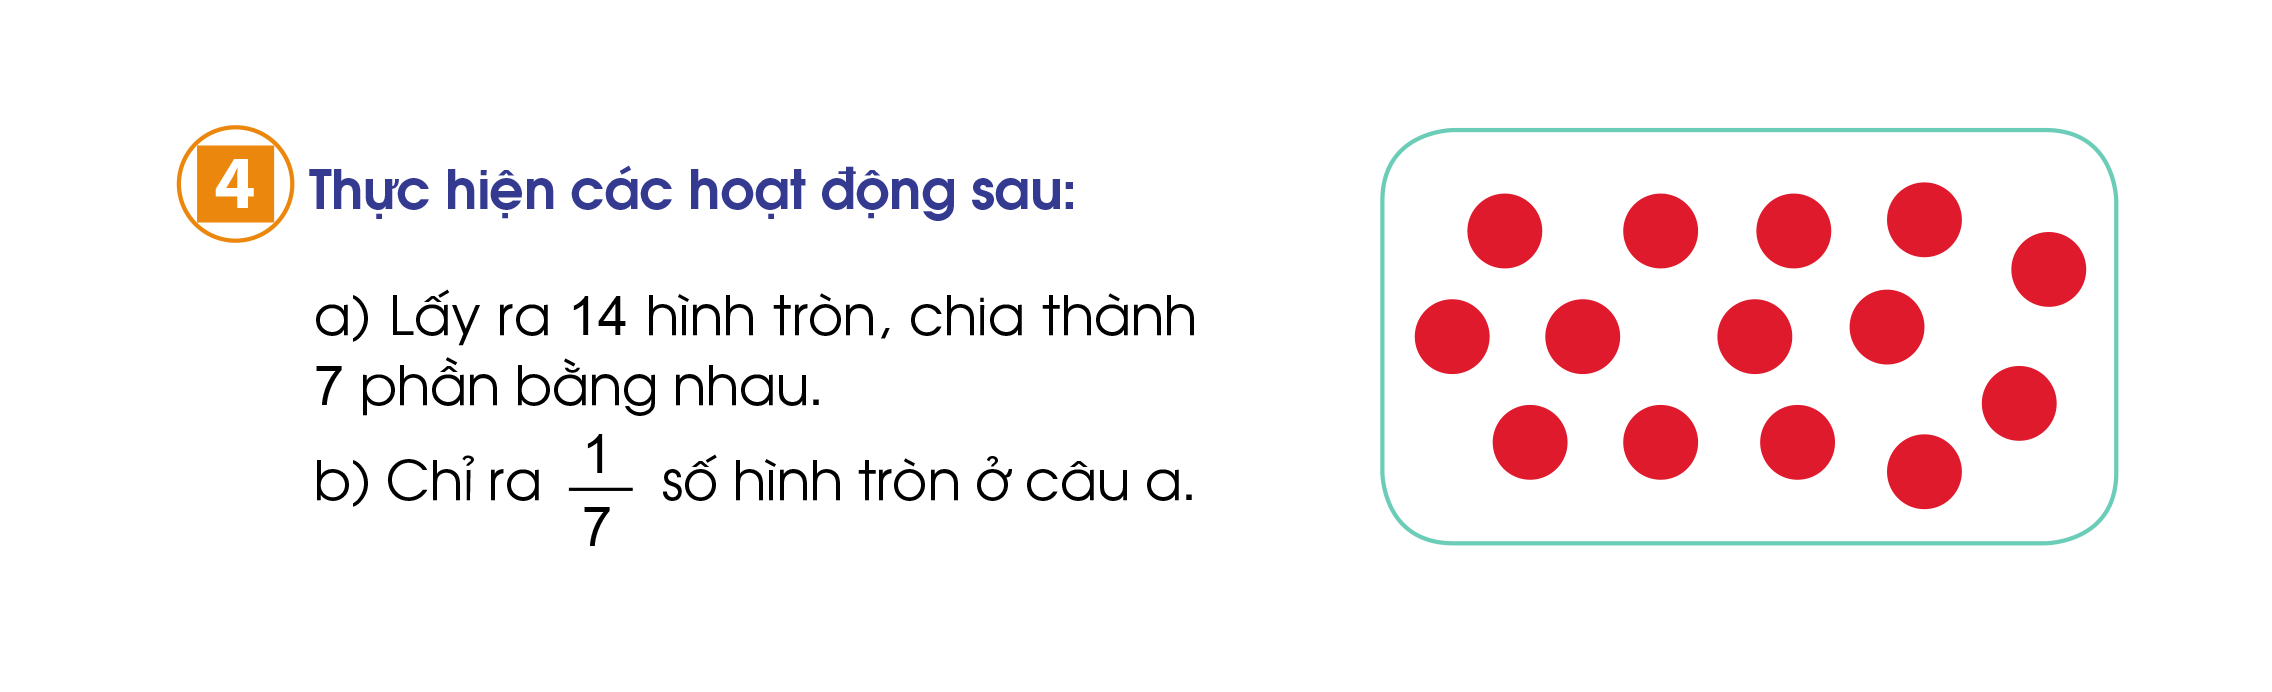 4 Thực hiện các hoạt động sau:
a) Lấy ra 14 hình tròn, chia thành
7 phần bằng nhau.
b) Chỉ ra 1/7 số hình tròn ở câu a.